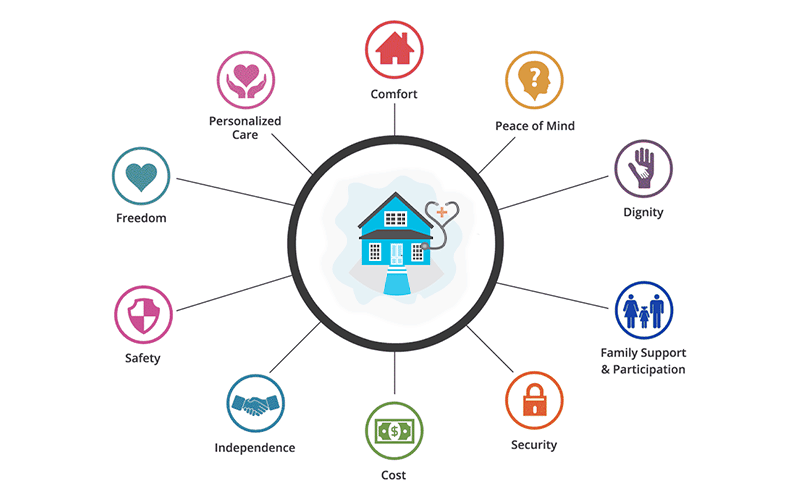 Comfort
Personalized
Care
Peace of Mind
?
Freedom
Dignity
Safety
Family Support
& Participation
Independence
Security
$
Cost